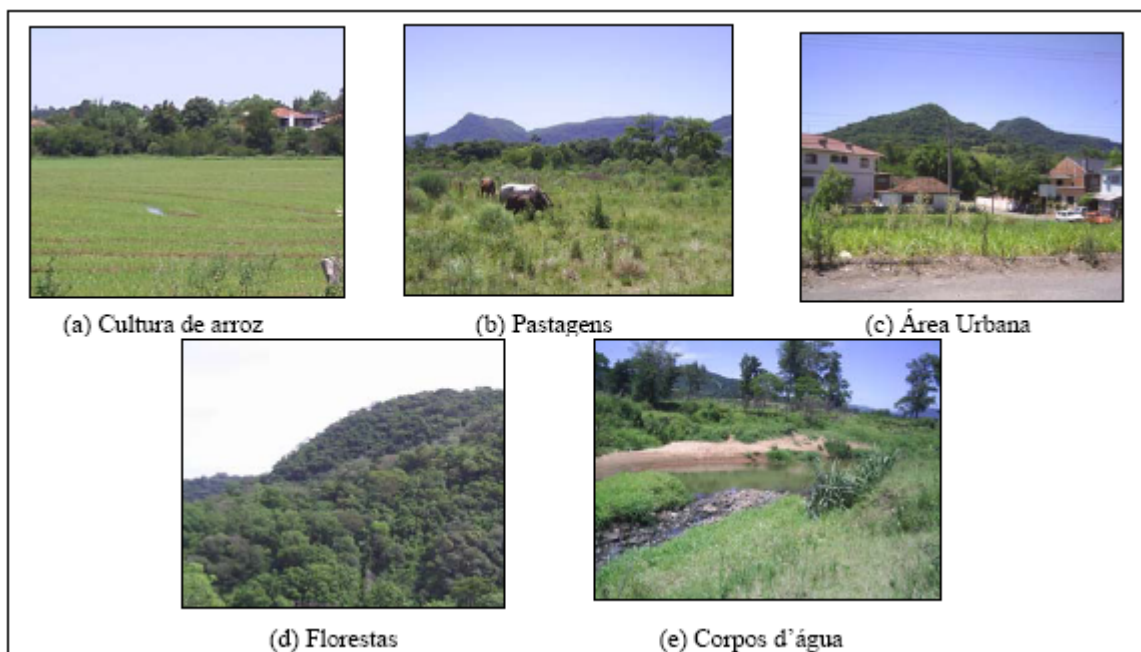 (a) Cultura de arroz
(b) Pastagens
(c) Área Urbana
(d) Florestas
(e) Corpos d’água